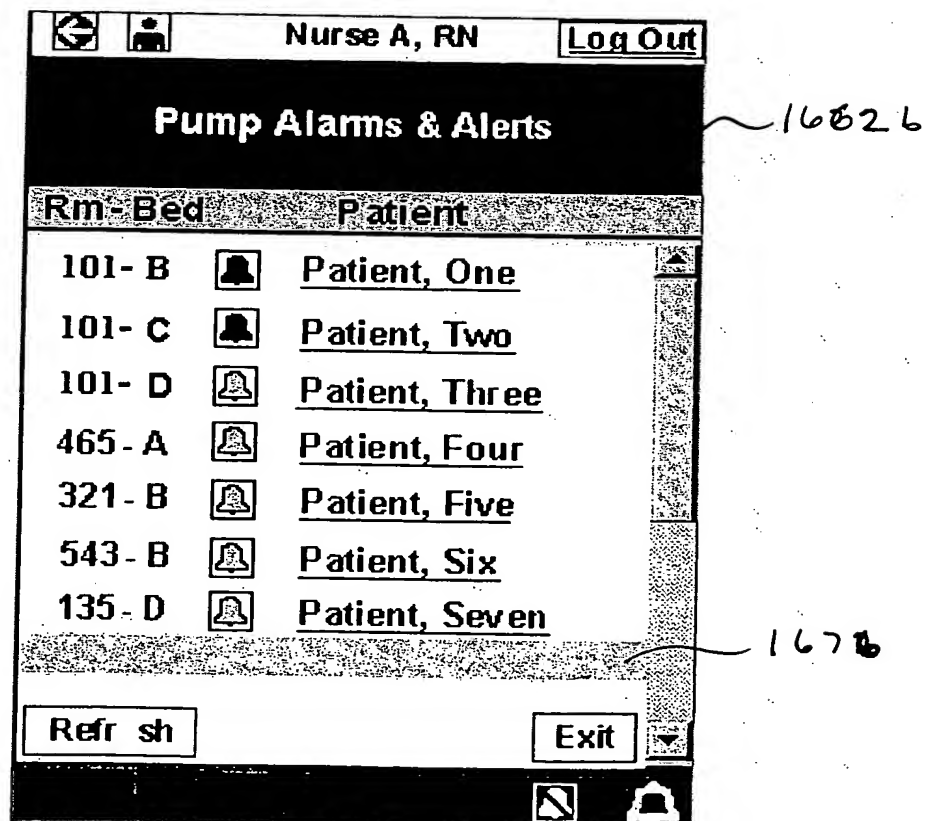 Nurse A, RN Log Out
Pump Alarms & Alerts
Rm - Bed Patient
101- B Patient, One
101- C Patient, Two
101- D Patient, Three
465 - A Patient, Four
321 - B Patient, Five
543 - B Patient, Six
135 - D Patient, Seven
Refr sh Exit